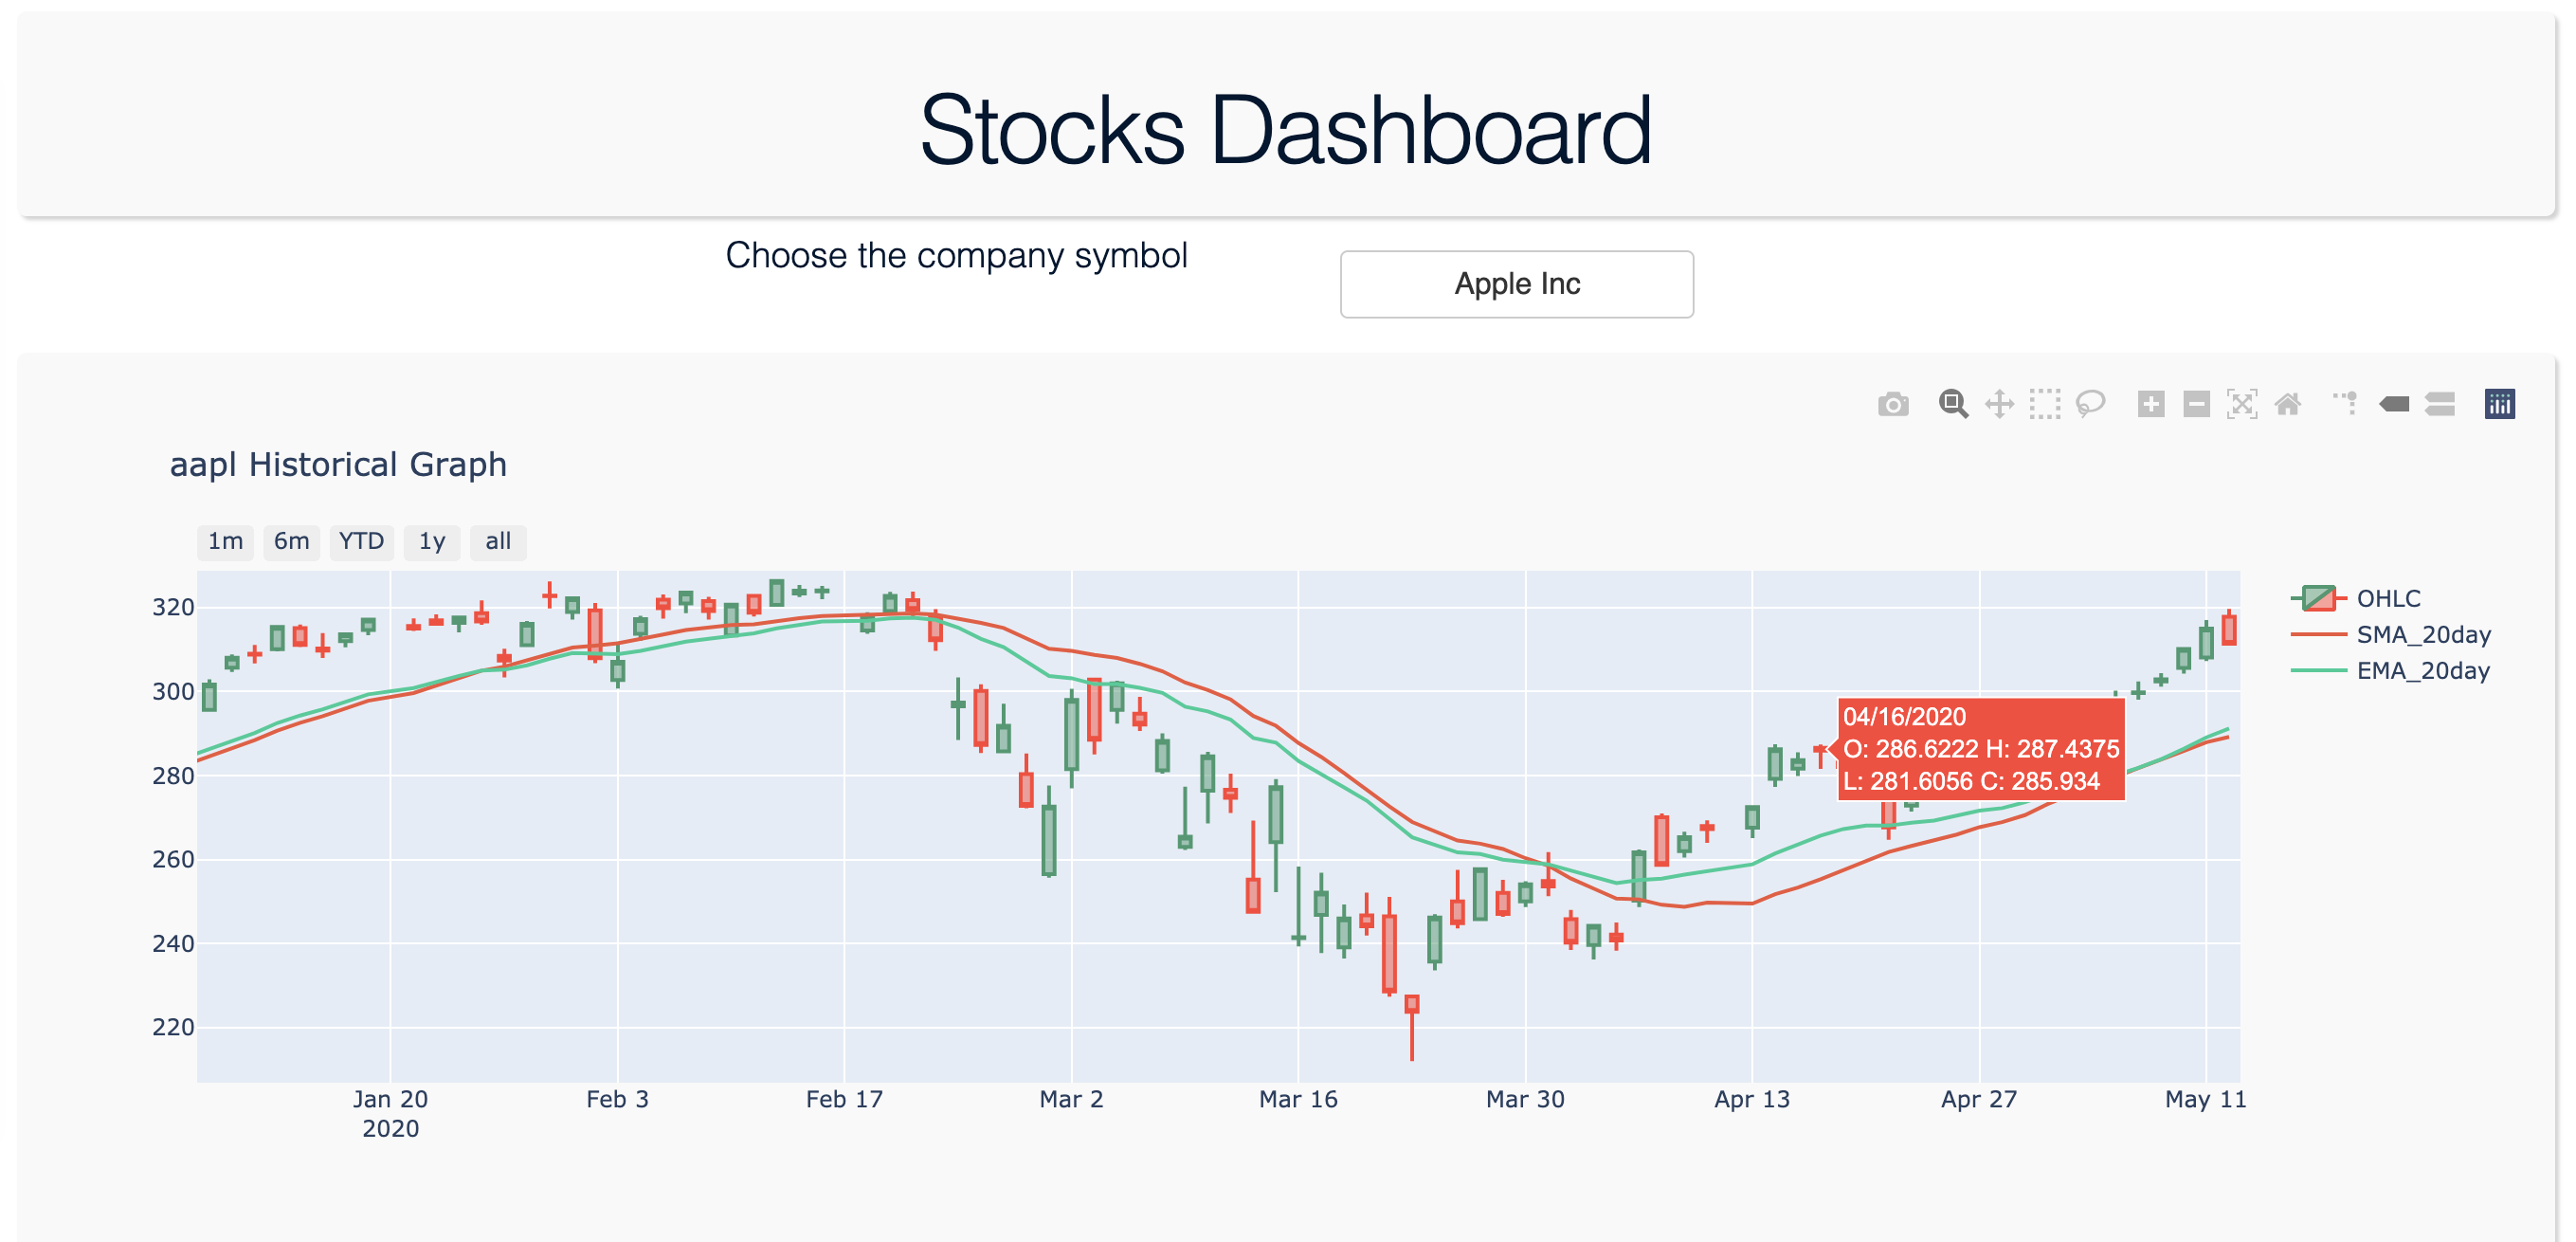 Stocks Dashboard
Choose the company symbol
Apple Inc
aapl Historical Graph
1m 6m YTD 1y all
OHLC
SMA_20day
EMA_20day
320
300
280
260
240
220
04/16/2020
O: 286.6222 H: 287.4375
L: 281.6056 C: 285.934
Jan 20 Feb 3 Feb 17 Mar 2 Mar 16 Mar 30 Apr 13 Apr 27 May 11
2020